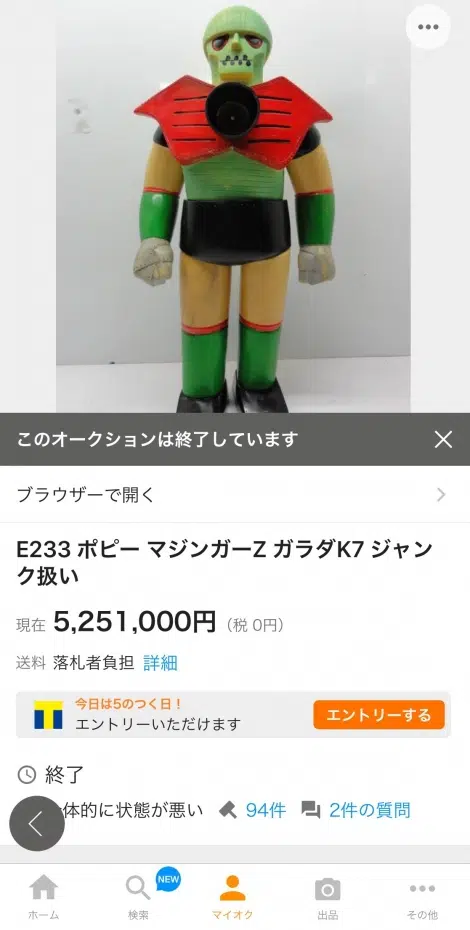 このオークションは終了しています
ブラウザーで開く
E233 ポピー マジンガーZ ガラダK7 ジャン
ク扱い
現在 5,251,000円 (税 0円)
送料 落札者負担 詳細
今日は5のつく日！
エントリーいただけます
エントリーする
終了
体的に状態が悪い 94件 2件の質問
NEW
ホーム 検索 マイオク 出品 その他